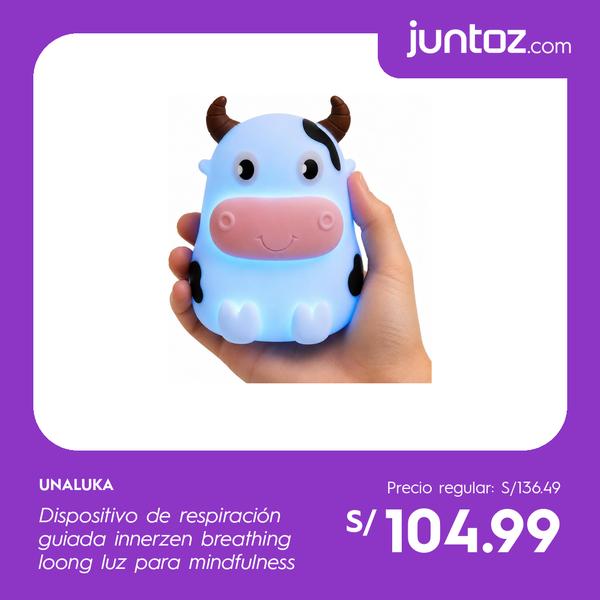 juntoz.com
UNALUKA
Dispositivo de respiración
guiada innerzen breathing
loong luz para mindfulness
Precio regular: S/136.49
S/104.99